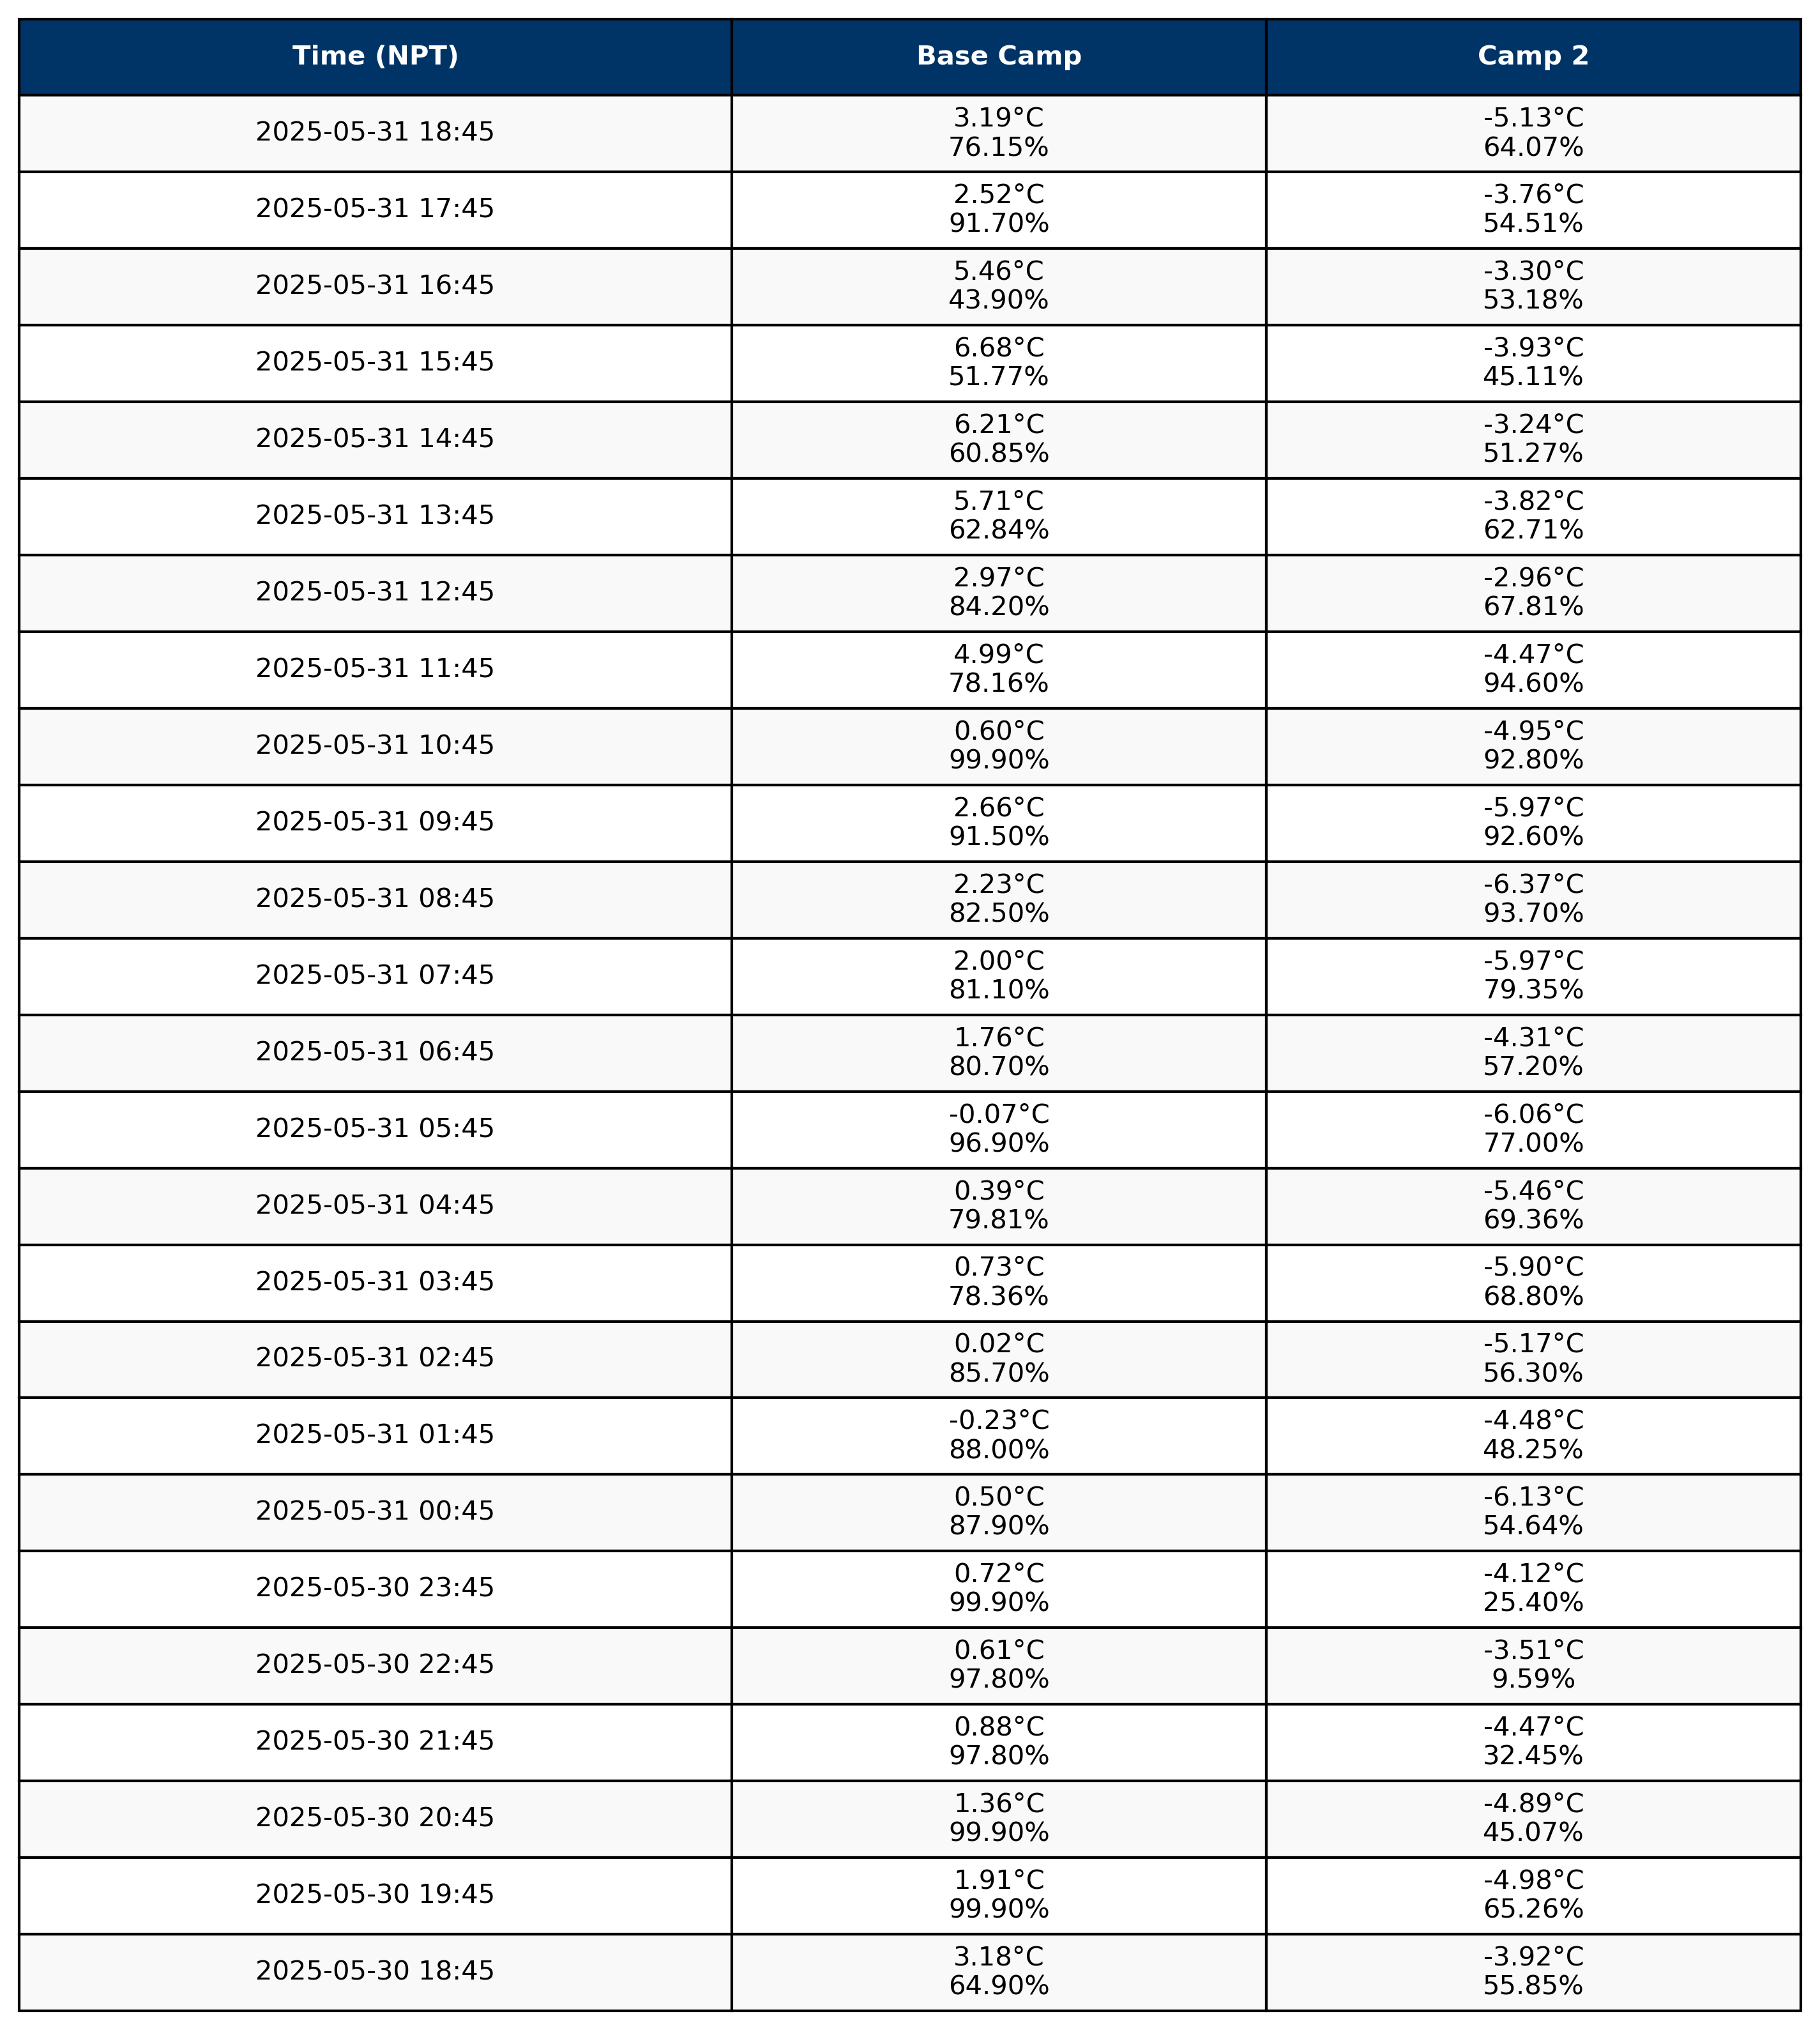 Time (NPT) Base Camp Camp 2
2025-05-31 18:45 3.19°C -5.13°C
76.15% 64.07%
2025-05-31 17:45 2.52°C -3.76°C
91.70% 54.51%
2025-05-31 16:45 5.46°C -3.30°C
43.90% 53.18%
2025-05-31 15:45 6.68°C -3.93°C
51.77% 45.11%
2025-05-31 14:45 6.21°C -3.24°C
60.85% 51.27%
2025-05-31 13:45 5.71°C -3.82°C
62.84% 62.71%
2025-05-31 12:45 2.97°C -2.96°C
84.20% 67.81%
2025-05-31 11:45 4.99°C -4.47°C
78.16% 94.60%
2025-05-31 10:45 0.60°C -4.95°C
99.90% 92.80%
2025-05-31 09:45 2.66°C -5.97°C
91.50% 92.60%
2025-05-31 08:45 2.23°C -6.37°C
82.50% 93.70%
2025-05-31 07:45 2.00°C -5.97°C
81.10% 79.35%
2025-05-31 06:45 1.76°C -4.31°C
80.70% 57.20%
2025-05-31 05:45 -0.07°C -6.06°C
96.90% 77.00%
2025-05-31 04:45 0.39°C -5.46°C
79.81% 69.36%
2025-05-31 03:45 0.73°C -5.90°C
78.36% 68.80%
2025-05-31 02:45 0.02°C -5.17°C
85.70% 56.30%
2025-05-31 01:45 -0.23°C -4.48°C
88.00% 48.25%
2025-05-31 00:45 0.50°C -6.13°C
87.90% 54.64%
2025-05-30 23:45 0.72°C -4.12°C
99.90% 25.40%
2025-05-30 22:45 0.61°C -3.51°C
97.80% 9.59%
2025-05-30 21:45 0.88°C -4.47°C
97.80% 32.45%
2025-05-30 20:45 1.36°C -4.89°C
99.90% 45.07%
2025-05-30 19:45 1.91°C -4.98°C
99.90% 65.26%
2025-05-30 18:45 3.18°C -3.92°C
64.90% 55.85%